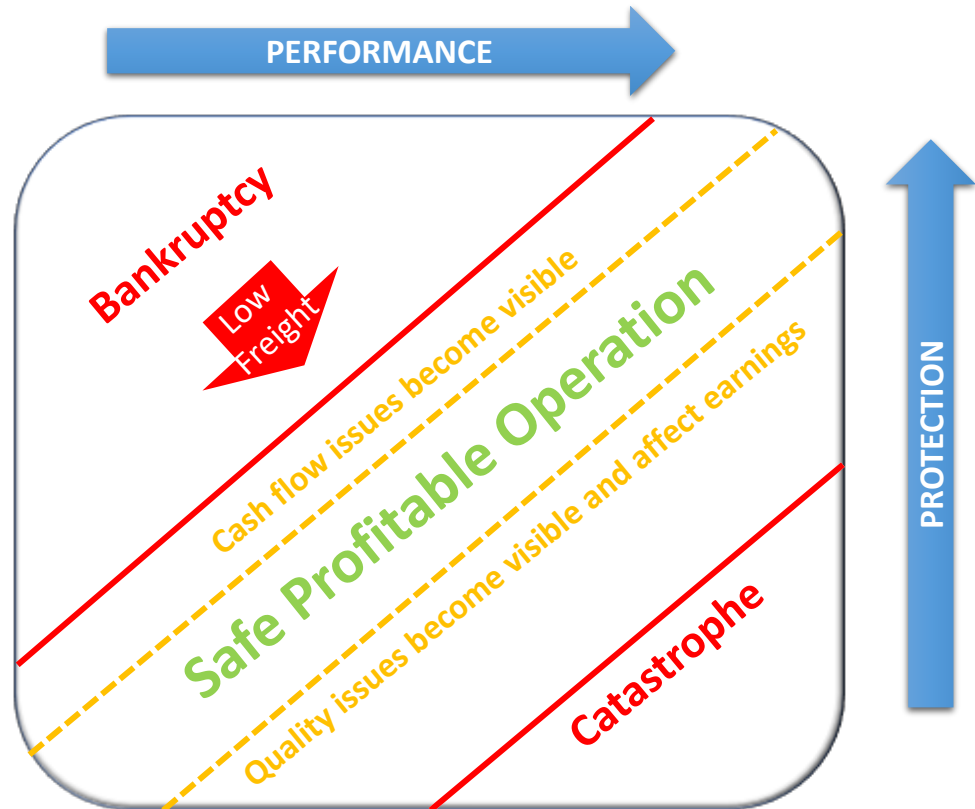 PERFORMANCE
Bankruptcy
Low
Freight
Cash flow issues become visible
Safe Profitable Operation
Quality issues become visible and affect earnings
Catastrophe
PROTECTION